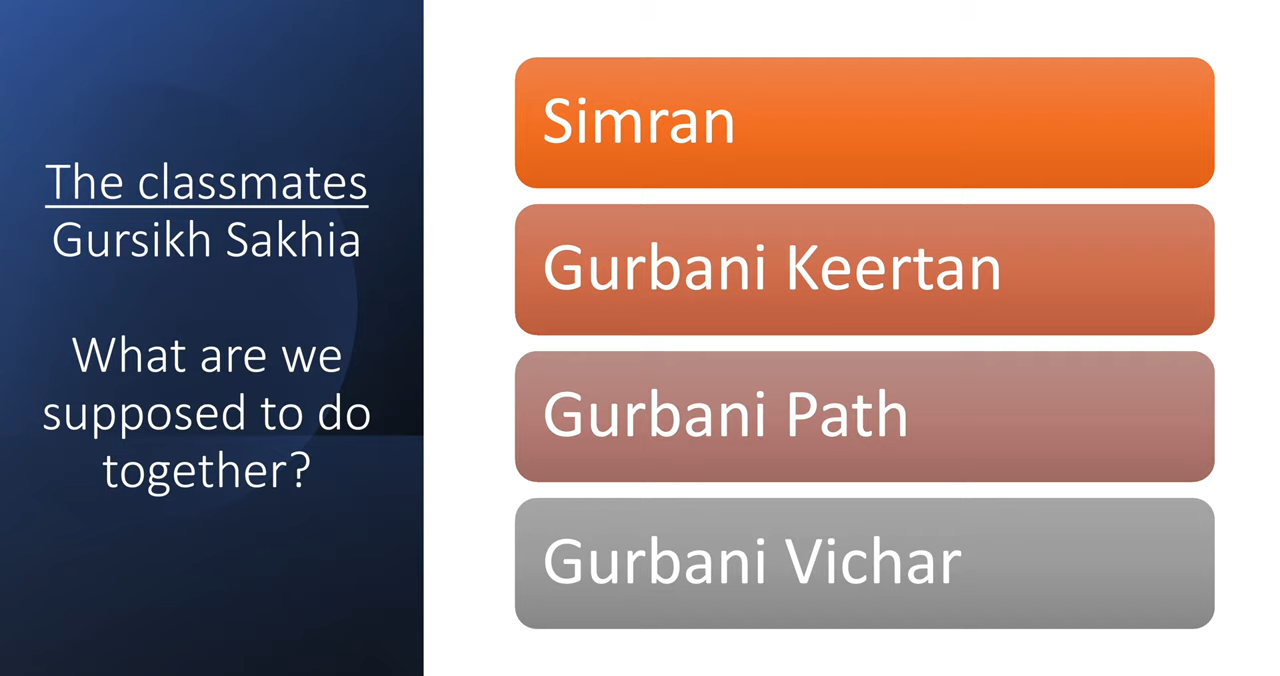 The classmates
Gursikh Sakhia
What are we
supposed to do
together?
Simran
Gurbani Keertan
Gurbani Path
Gurbani Vichar